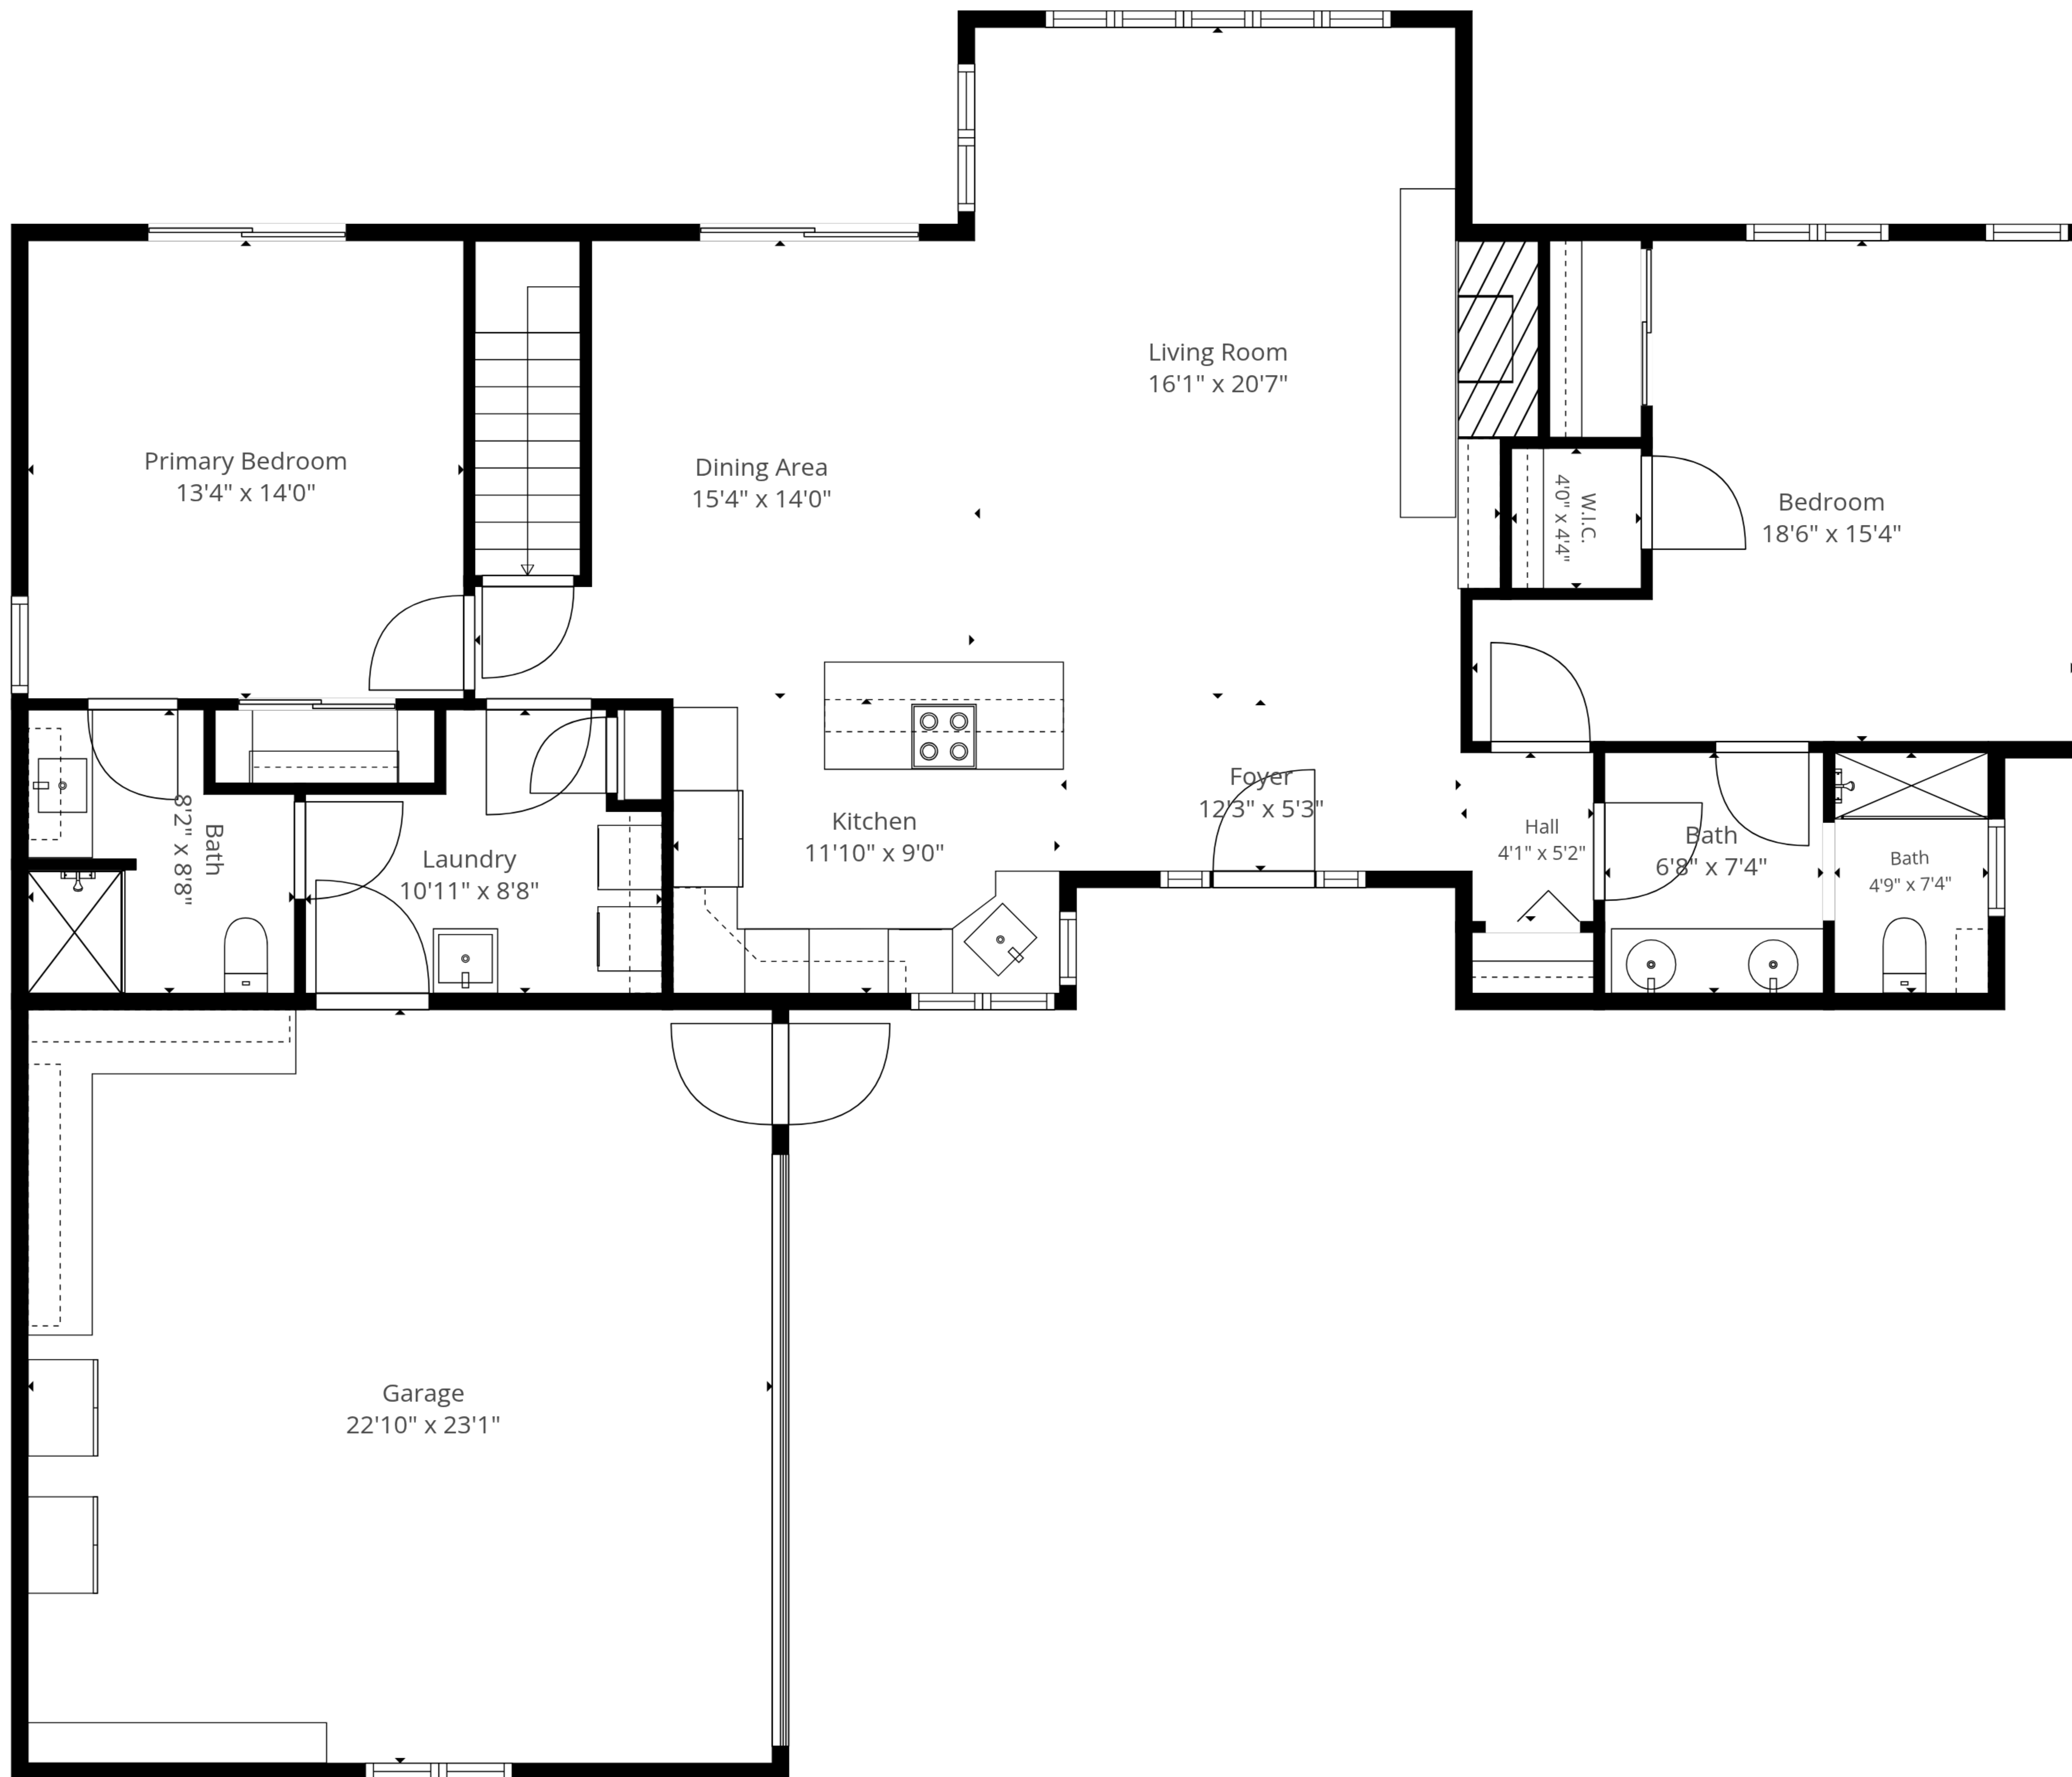 Living Room
16'1" x 20'7"
Primary Bedroom
13'4" x 14'0"
Dining Area
15'4" x 14'0"
W.I.C.
4'0" x 4'4"
Bedroom
18'6" x 15'4"
Bath
8'2" x 8'8"
Laundry
10'11" x 8'8"
Kitchen
11'10" x 9'0"
Foyer
12'3" x 5'3"
Hall
4'1" x 5'2"
Bath
6'8" x 7'4"
Bath
4'9" x 7'4"
Garage
22'10" x 23'1"